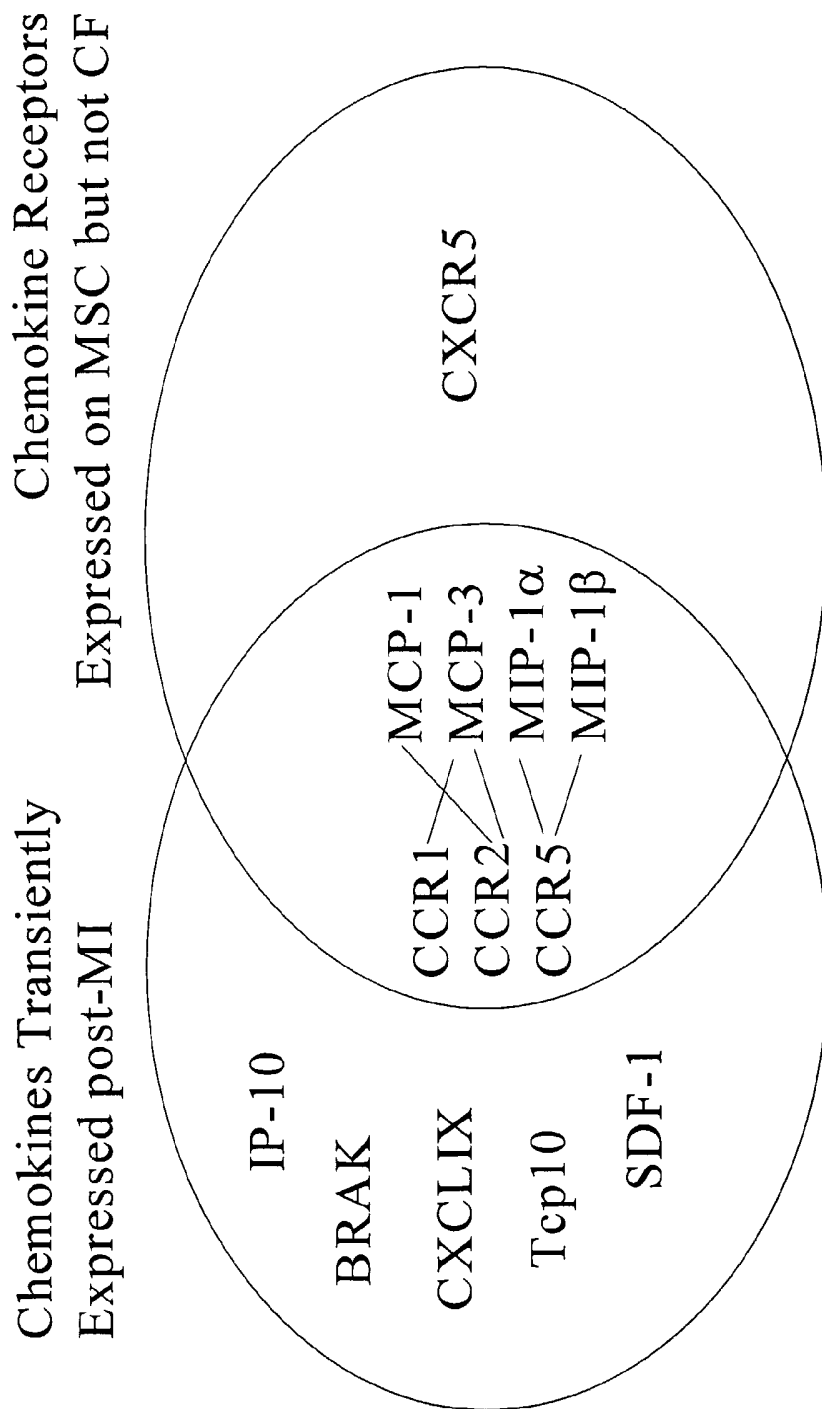 Chemokines Transiently
Expressed post-MI
Chemokine Receptors
Expressed on MSC but not CF
IP-10
BRAK
CXCLIX
Tcp10
SDF-1
CCR1
CCR2
CCR5
MCP-1
MCP-3
MIP-1α
MIP-1β
CXCR5